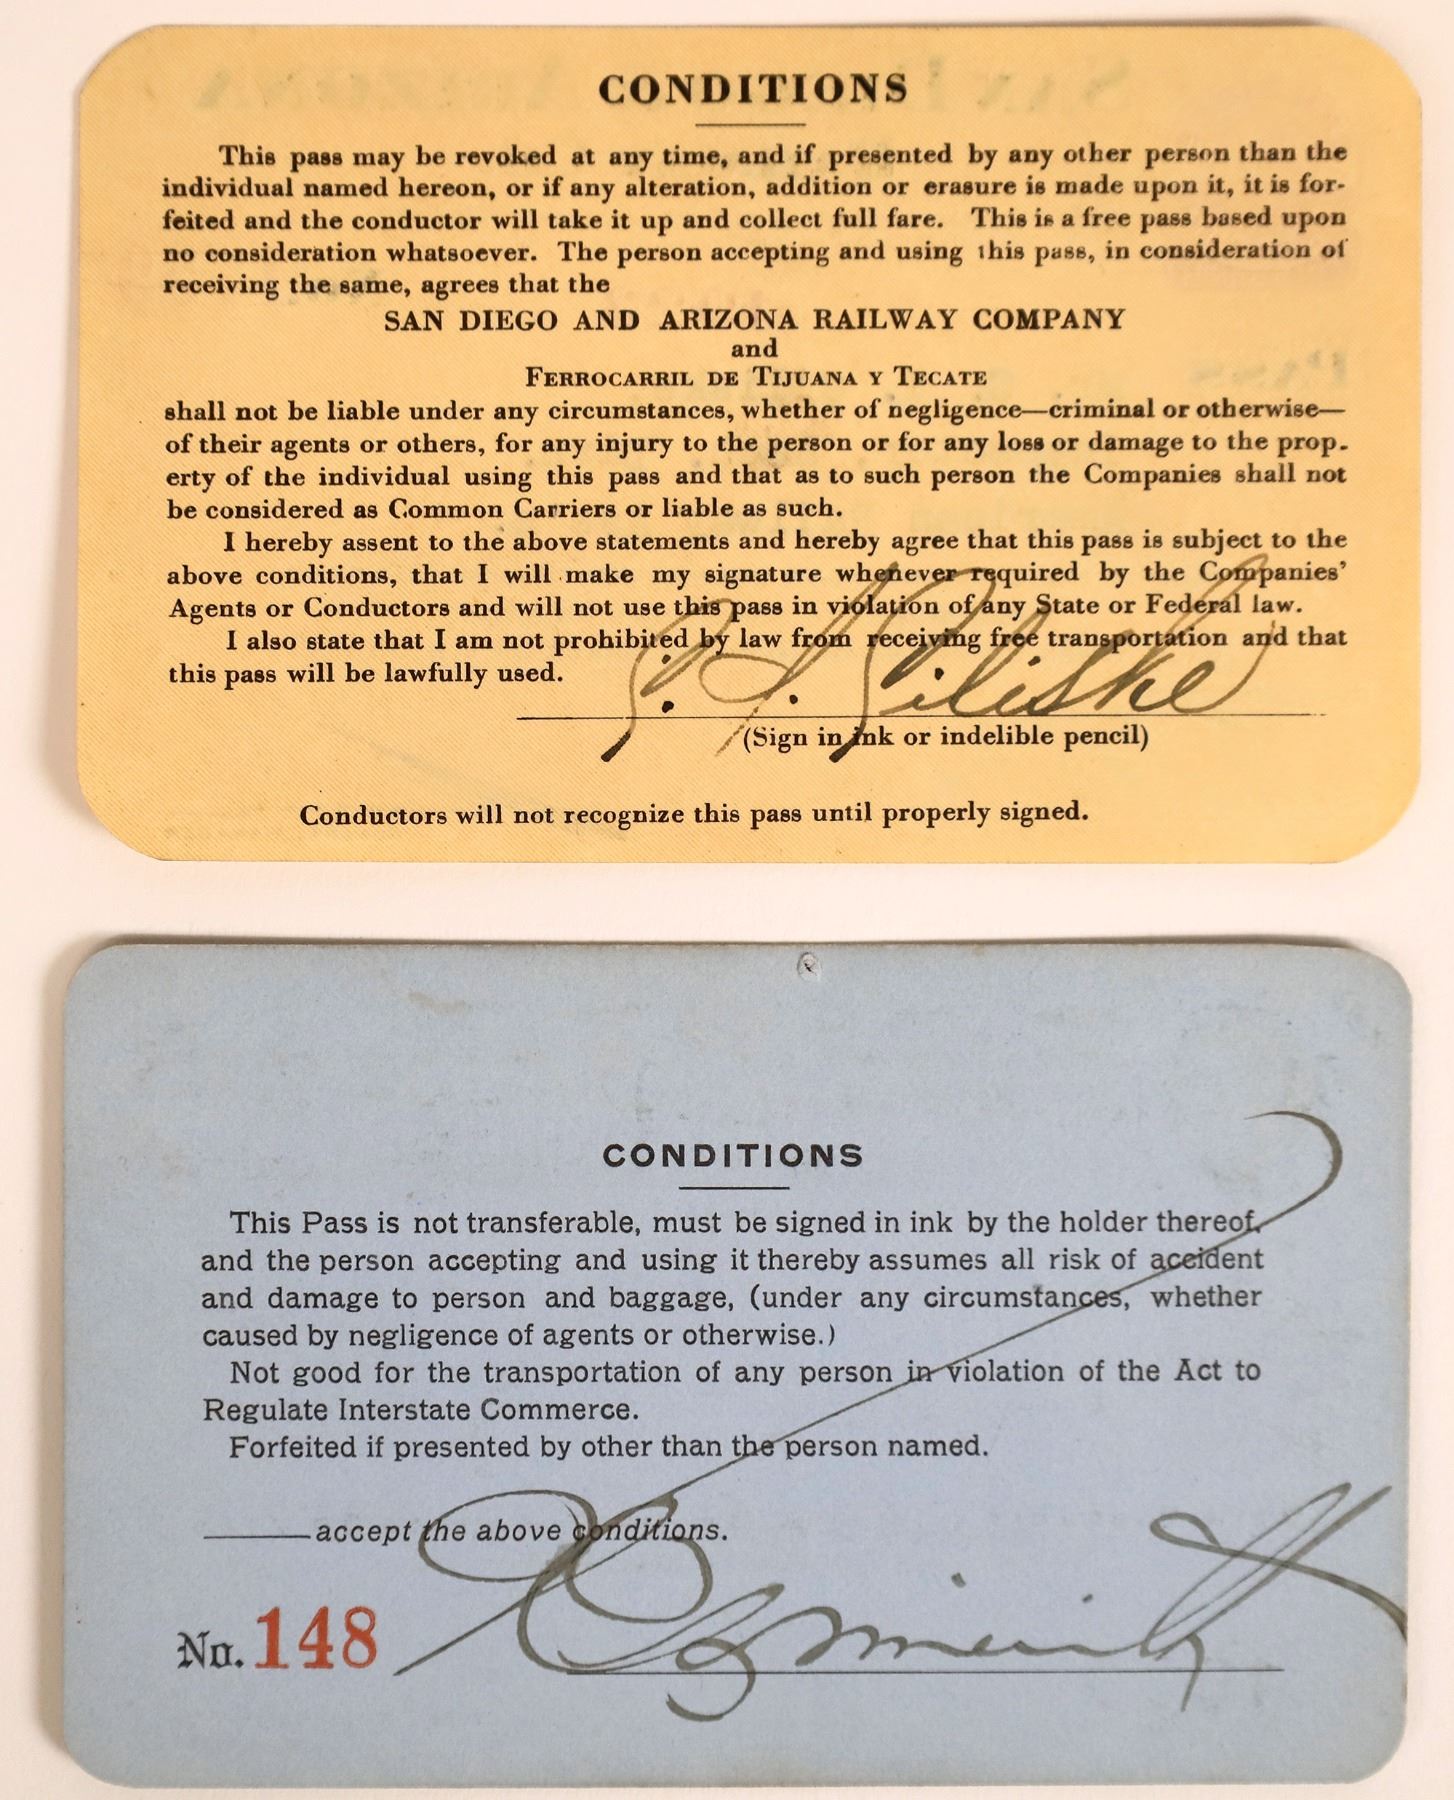 CONDITIONS
This pass may be revoked at any time, and if presented by any other person than the
individual named hereon, or if any alteration, addition or erasure is made upon it, it is for-
feited and the conductor will take it up and collect full fare. This is a free pass based upon
no consideration whatsoever. The person accepting and using this pass, in consideration of
receiving the same, agrees that the
SAN DIEGO AND ARIZONA RAILWAY COMPANY
and
FERROCARRIL DE TIJUANA Y TECATE
shall not be liable under any circumstances, whether of negligence—criminal or otherwise—
of their agents or others, for any injury to the person or for any loss or damage to the prop-
erty of the individual using this pass and that as to such person the Companies shall not
be considered as Common Carriers or liable as such.
I hereby assent to the above statements and hereby agree that this pass is subject to the
above conditions, that I will make my signature whenever required by the Companies'
Agents or Conductors and will not use this pass in violation of any State or Federal law.
I also state that I am not prohibited by law from receiving free transportation and that
this pass will be lawfully used.
(Sign in ink or indelible pencil)
Conductors will not recognize this pass until properly signed.
CONDITIONS
This Pass is not transferable, must be signed in ink by the holder thereof,
and the person accepting and using it thereby assumes all risk of accident
and damage to person and baggage, (under any circumstances, whether
caused by negligence of agents or otherwise.)
Not good for the transportation of any person in violation of the Act to
Regulate Interstate Commerce.
Forfeited if presented by other than the person named.
accept the above conditions.
No. 148